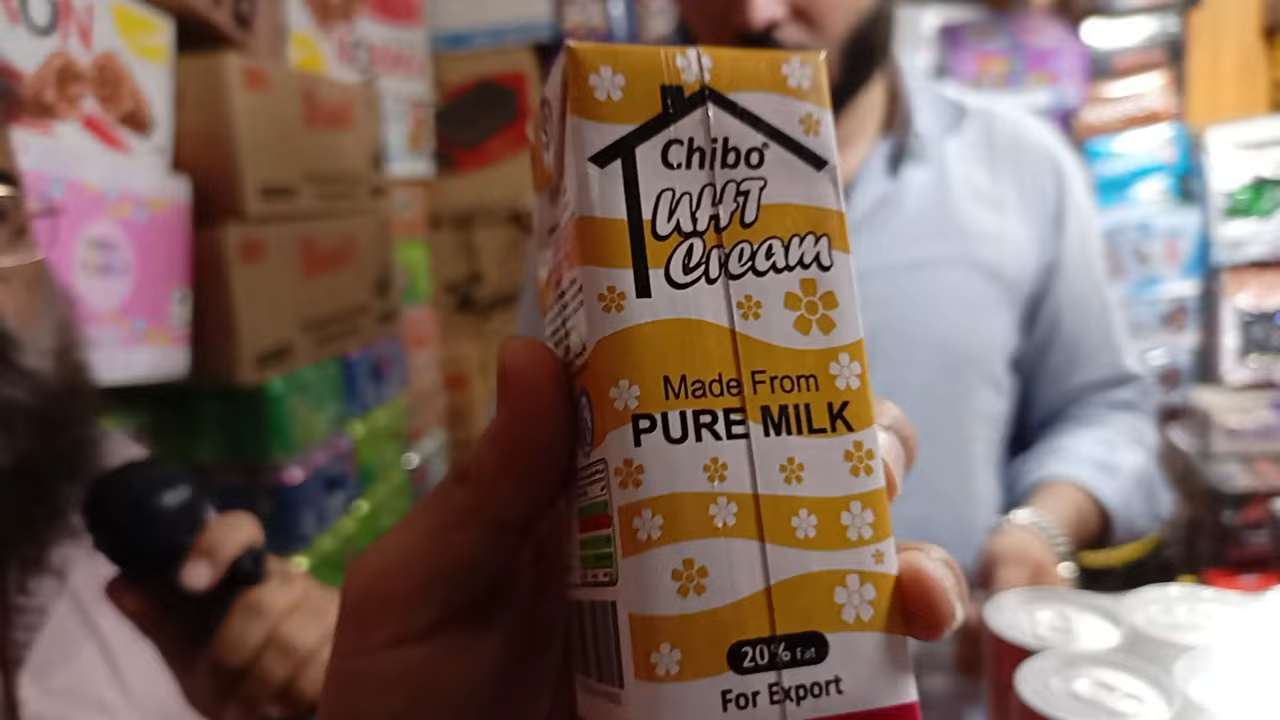 Chibo
UHT
Cream
Made From
PURE MILK
20% Fat
For Export